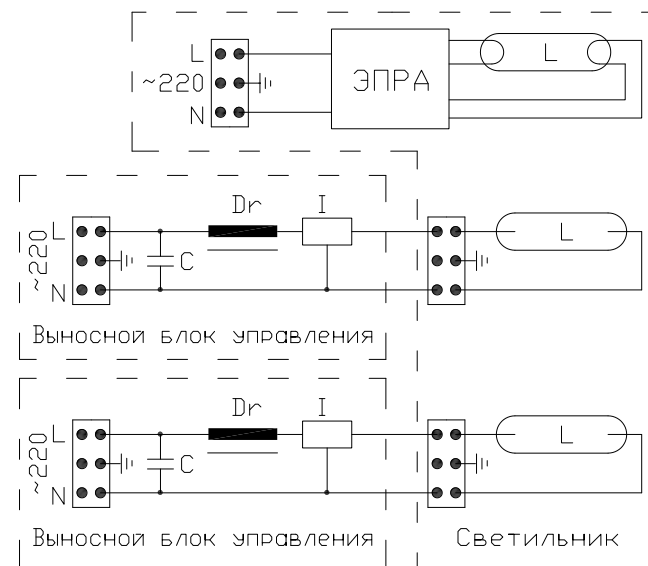 L
~220
N
ЭПРА
L
~220
L
N
C
Dr
I
L
Выносной блок управления
~220
L
N
C
Dr
I
L
Выносной блок управления
Светильник